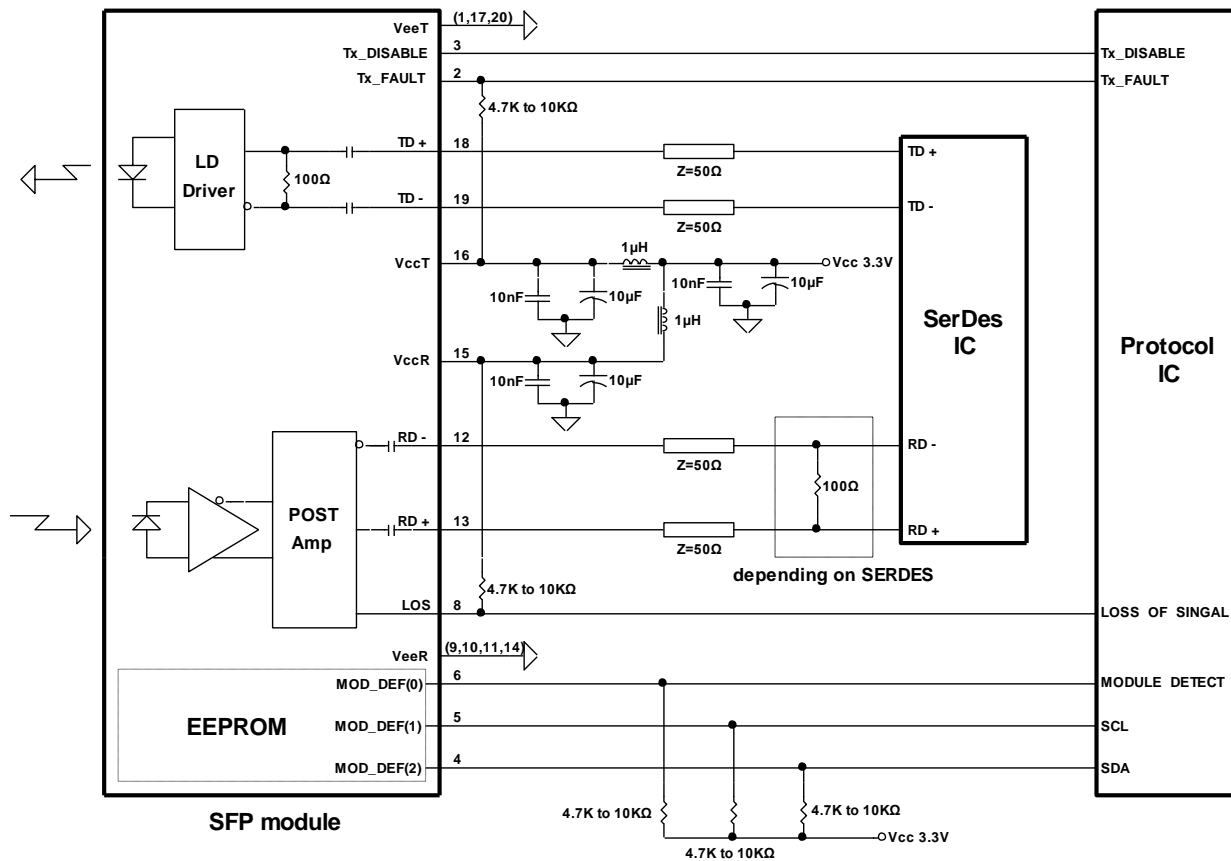 VeeT (1,17,20)
Tx_DISABLE 3 Tx_DISABLE
Tx_FAULT 2 Tx_FAULT
4.7K to 10KΩ
LD
Driver
100Ω
TD + 18 Z=50Ω TD +
TD - 19 Z=50Ω TD -
VccT 16 1µH Vcc 3.3V
10nF 10µF 10nF 10µF
1µH
SerDes
IC
Protocol
IC
VccR 15
10nF 10µF
RD - 12 Z=50Ω RD -
100Ω
POST
Amp
RD + 13 Z=50Ω RD +
depending on SERDES
4.7K to 10KΩ
LOS 8 LOSS OF SINGAL
VeeR (9,10,11,14)
MOD_DEF(0) 6 MODULE DETECT
EEPROM
MOD_DEF(1) 5 SCL
MOD_DEF(2) 4 SDA
SFP module
4.7K to 10KΩ 4.7K to 10KΩ
Vcc 3.3V
4.7K to 10KΩ